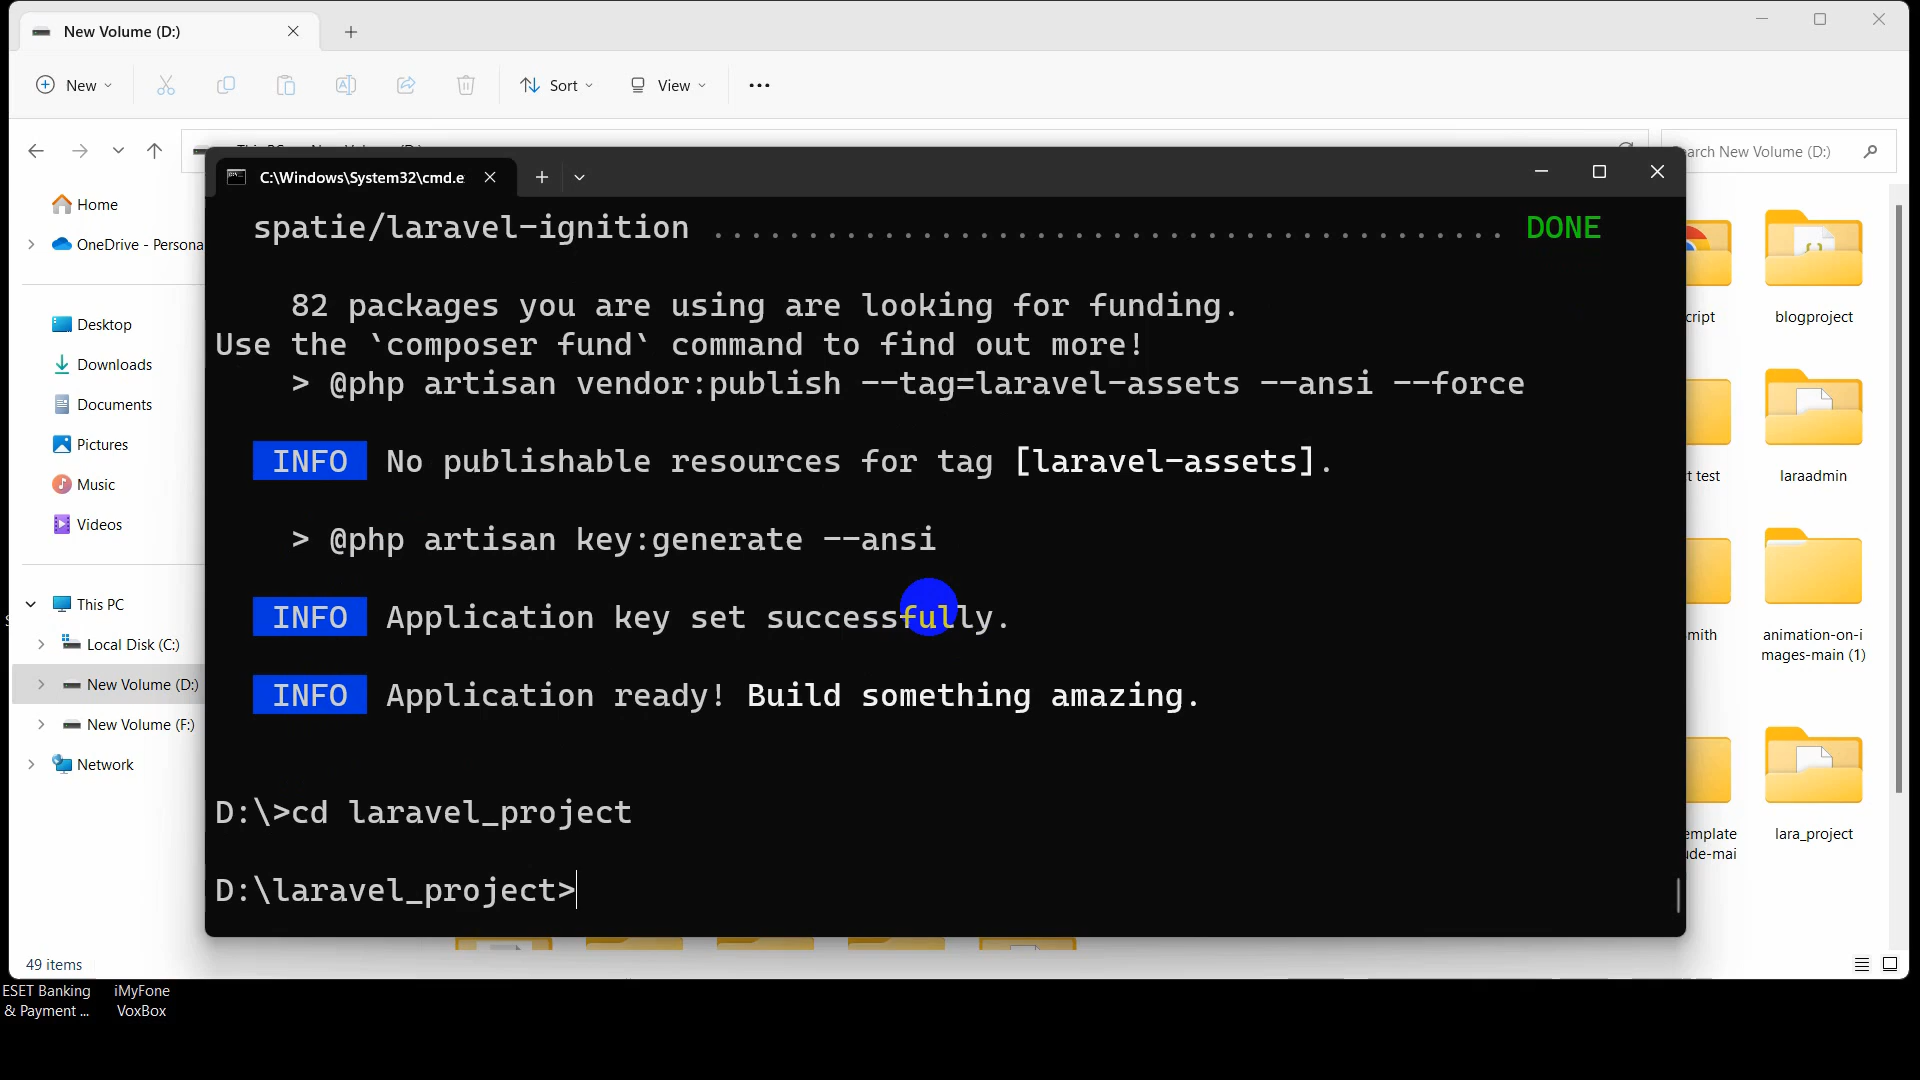 New Volume (D:)
New
Sort
View
arch New Volume (D:)
C:\Windows\System32\cmd.e
Home
OneDrive - Persona
Desktop
Downloads
Documents
Pictures
Music
Videos
This PC
Local Disk (C:)
New Volume (D:)
New Volume (F:)
Network
spatie/laravel-ignition .......................................... DONE
82 packages you are using are looking for funding.
Use the `composer fund` command to find out more!
> @php artisan vendor:publish --tag=laravel-assets --ansi --force
INFO No publishable resources for tag [laravel-assets].
> @php artisan key:generate --ansi
INFO Application key set successfully.
INFO Application ready! Build something amazing.
D:\>cd laravel_project
D:\laravel_project>
cript
blogproject
t test
laraadmin
mith
animation-on-i
mages-main (1)
emplate
ude-mai
lara_project
49 items
ESET Banking
& Payment ...
iMyFone
VoxBox